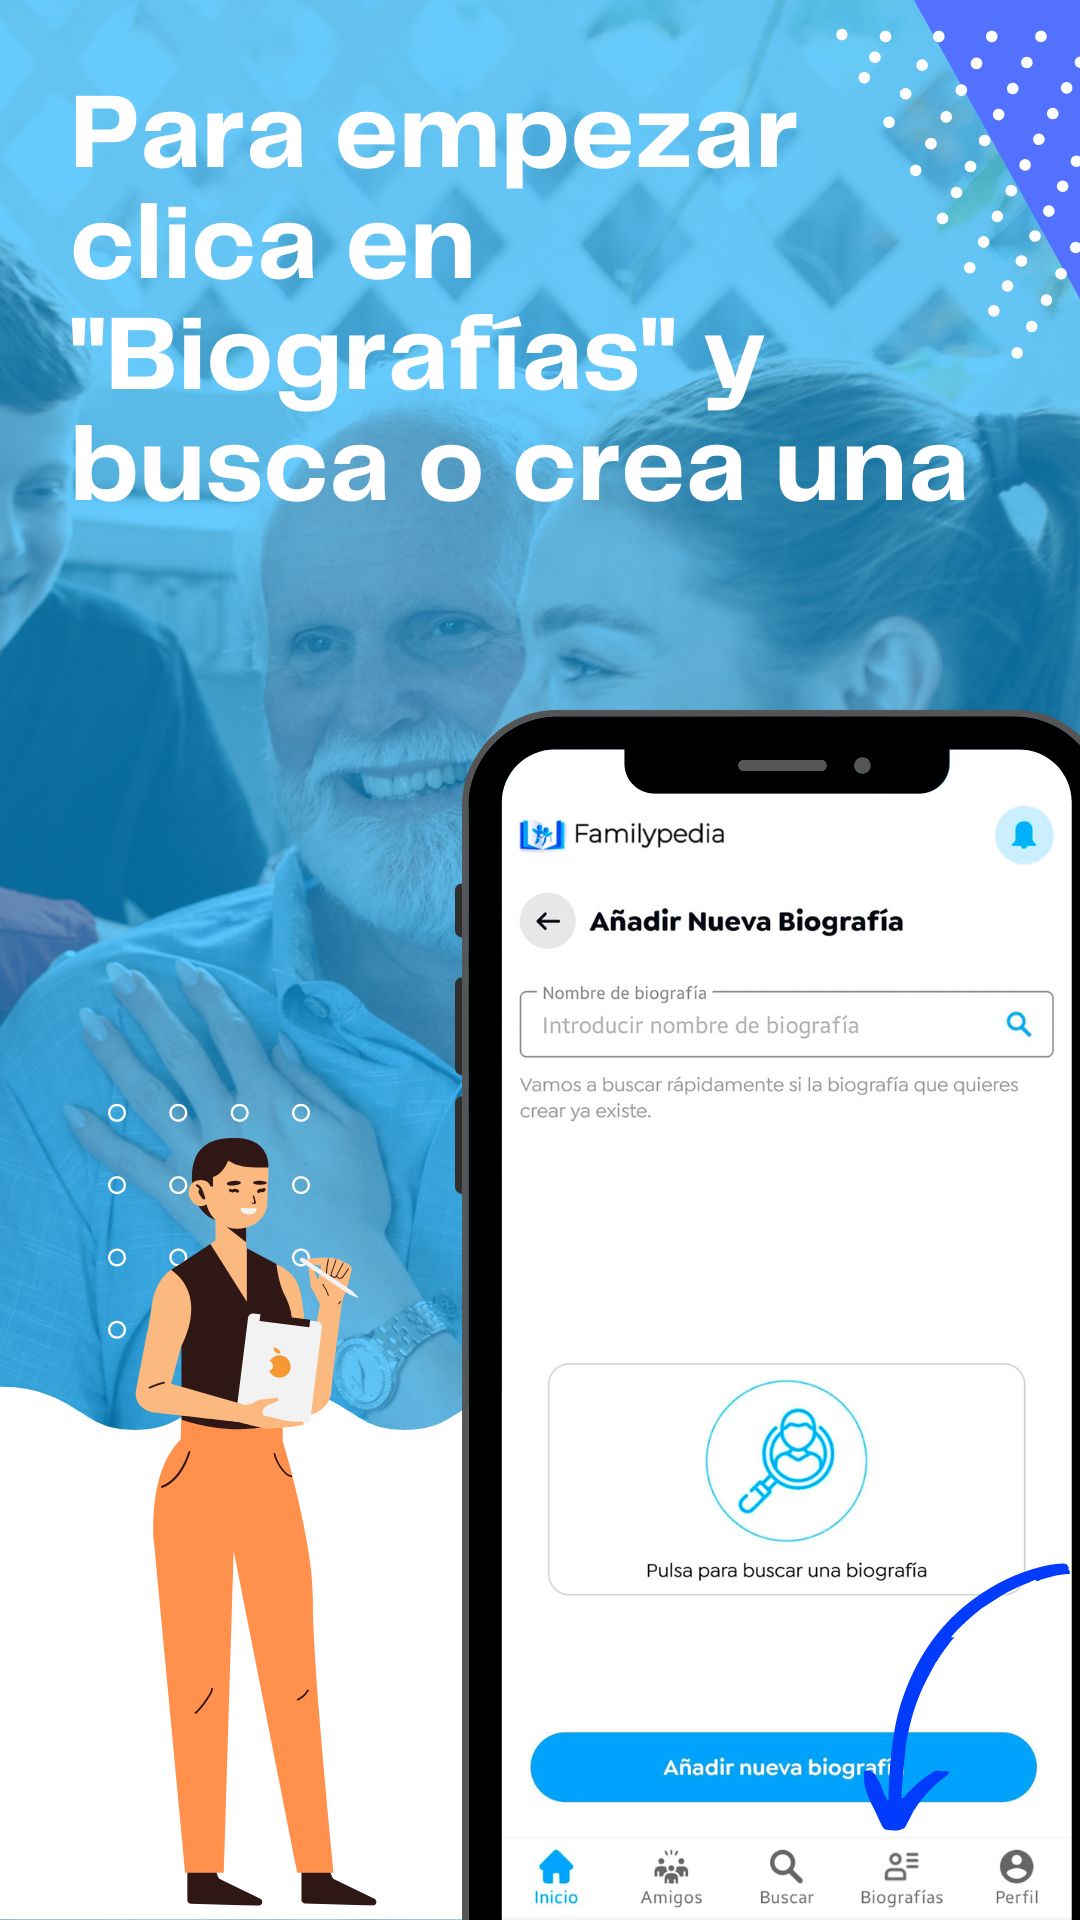 Para empezar
clica en
"Biografías" y
busca o crea una
Familypedia
Añadir Nueva Biografía
Nombre de biografía
Introducir nombre de biografía
Vamos a buscar rápidamente si la biografía que quieres
crear ya existe.
Pulsa para buscar una biografía
Añadir nueva biografía
Inicio
Amigos
Buscar
Biografías
Perfil